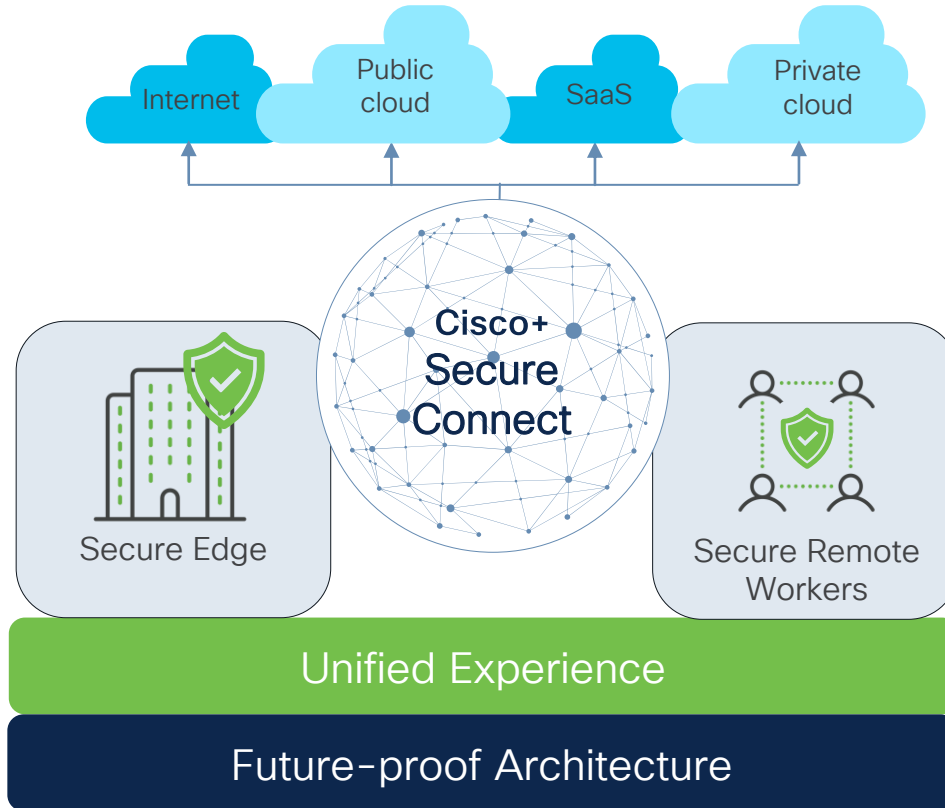 Internet
Public
cloud
SaaS
Private
cloud
Cisco+
Secure
Connect
Secure Edge
Secure Remote
Workers
Unified Experience
Future-proof Architecture